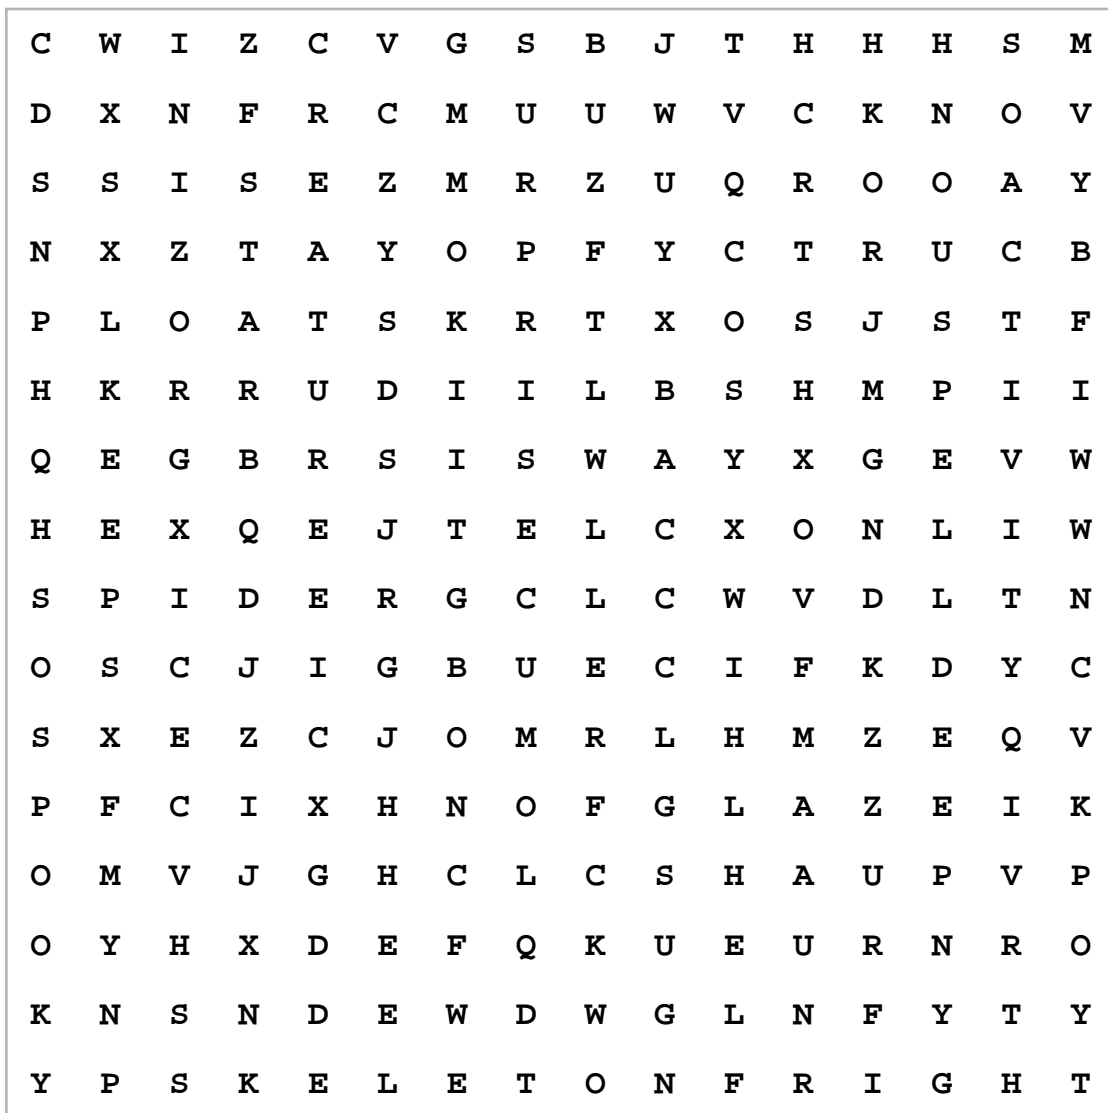 C W I Z C V G S B J T H H H S M
D X N F R C M U U W V C K N O V
S S I S E Z M R Z U Q R O O A Y
N X Z T A Y O P F Y C T R U C B
P L O A T S K R T X O S J S T F
H K R R U D I I L B S H M P I I
Q E G B R S I S W A Y X G E V W
H E X Q E J T E L C X O N L I W
S P I D E R G C L C W V D L T N
O S C J I G B U E C I F K D Y C
S X E Z C J O M R L H M Z E Q V
P F C I X H N O F G L A Z E I K
O M V J G H C L C S H A U P V P
O Y H X D E F Q K U E U R N R O
K N S N D E W D W G L N F Y T Y
Y P S K E L E T O N F R I G H T